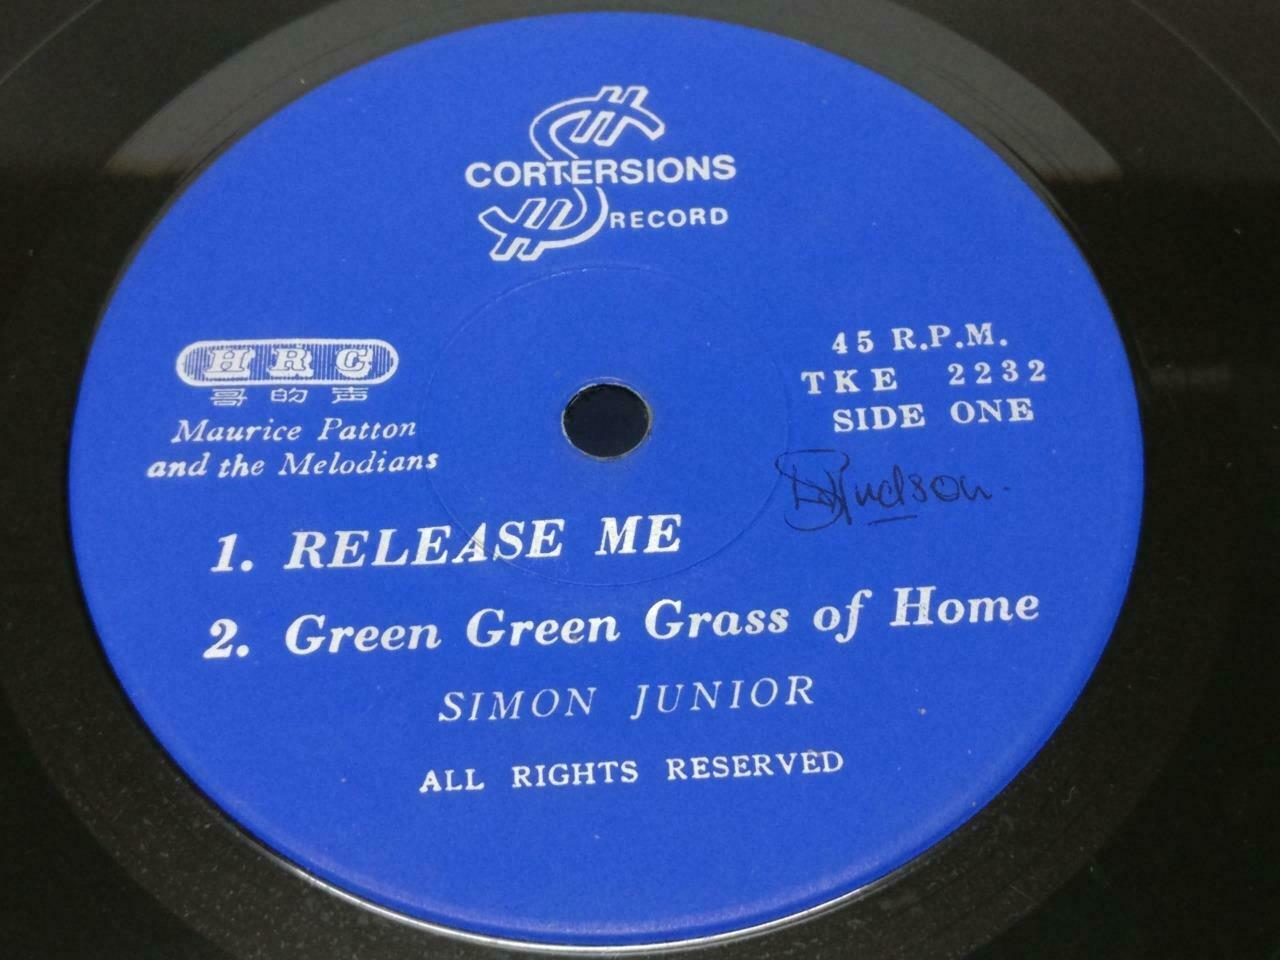 CORTERSIONS
RECORD
HRC
哥的声
Maurice Patton
and the Melodians
45 R.P.M.
TKE 2232
SIDE ONE
Hudson.
1. RELEASE ME
2. Green Green Grass of Home
SIMON JUNIOR
ALL RIGHTS RESERVED